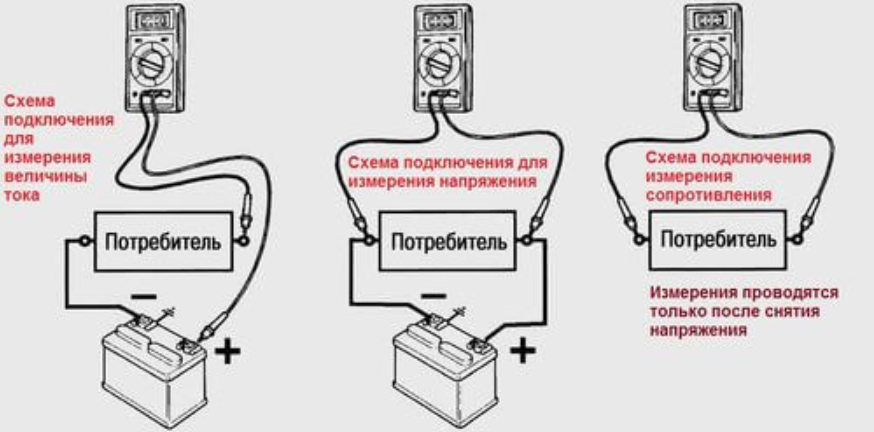 Схема
подключения
для
измерения
величины
тока
Потребитель
−
+
Схема подключения для
измерения напряжения
Потребитель
−
+
Схема подключения
измерения
сопротивления
Потребитель
Измерения проводятся
только после снятия
напряжения